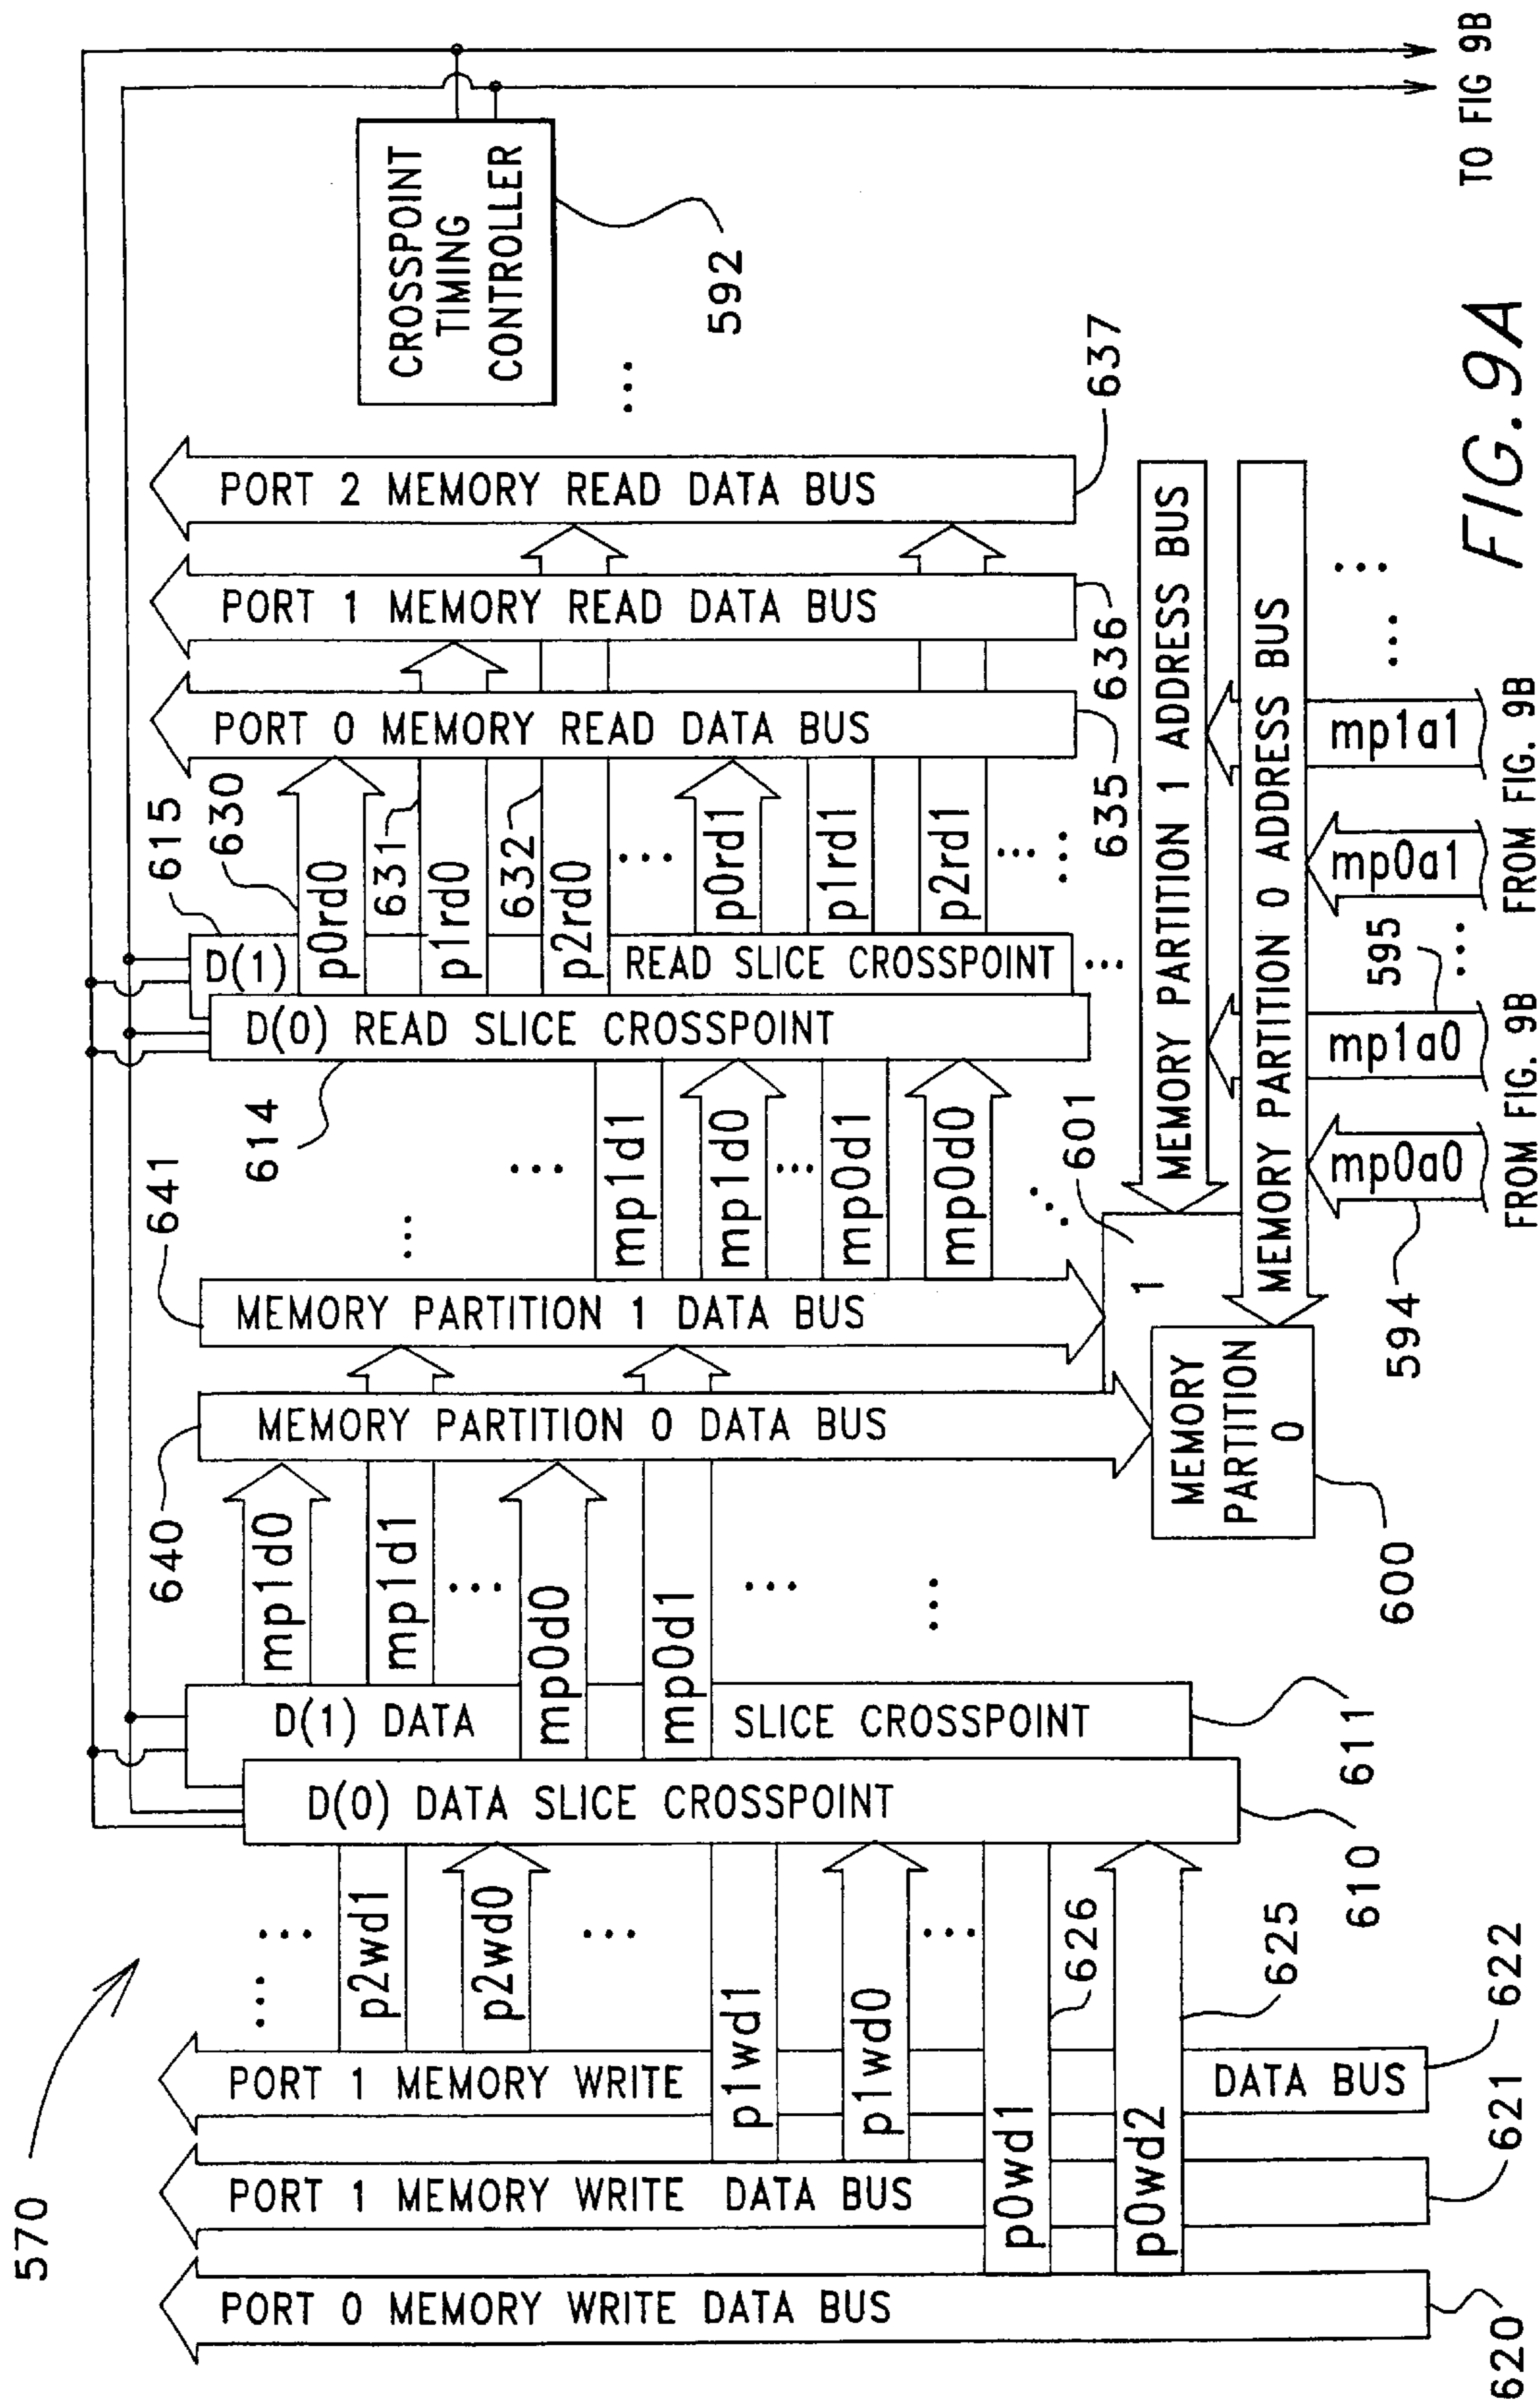 570
620
PORT 0 MEMORY WRITE DATA BUS
621
PORT 1 MEMORY WRITE DATA BUS
622
PORT 1 MEMORY WRITE DATA BUS
p2wd1
p2wd0
p1wd1
p1wd0
p0wd1
p0wd2
626
625
...
...
...
...
D(0) DATA SLICE CROSSPOINT
610
D(1) DATA SLICE CROSSPOINT
611
mp1d0
mp1d1
...
mp0d0
mp0d1
...
...
640
MEMORY PARTITION 0 DATA BUS
641
MEMORY PARTITION 1 DATA BUS
MEMORY
PARTITION
0
600
1
601
...
...
mp1d1
mp1d0
...
mp0d1
mp0d0
...
614
D(0) READ SLICE CROSSPOINT
615
D(1) READ SLICE CROSSPOINT
...
p0rd0
630
p1rd0
631
p2rd0
632
...
p0rd1
p1rd1
p2rd1
...
...
PORT 0 MEMORY READ DATA BUS
635
PORT 1 MEMORY READ DATA BUS
636
PORT 2 MEMORY READ DATA BUS
637
...
CROSSPOINT
TIMING
CONTROLLER
592
MEMORY PARTITION 1 ADDRESS BUS
MEMORY PARTITION 0 ADDRESS BUS
mp0a0
594
mp1a0
595
...
mp0a1
mp1a1
...
...
FROM FIG. 9B
FROM FIG. 9B
TO FIG 9B
FIG. 9A